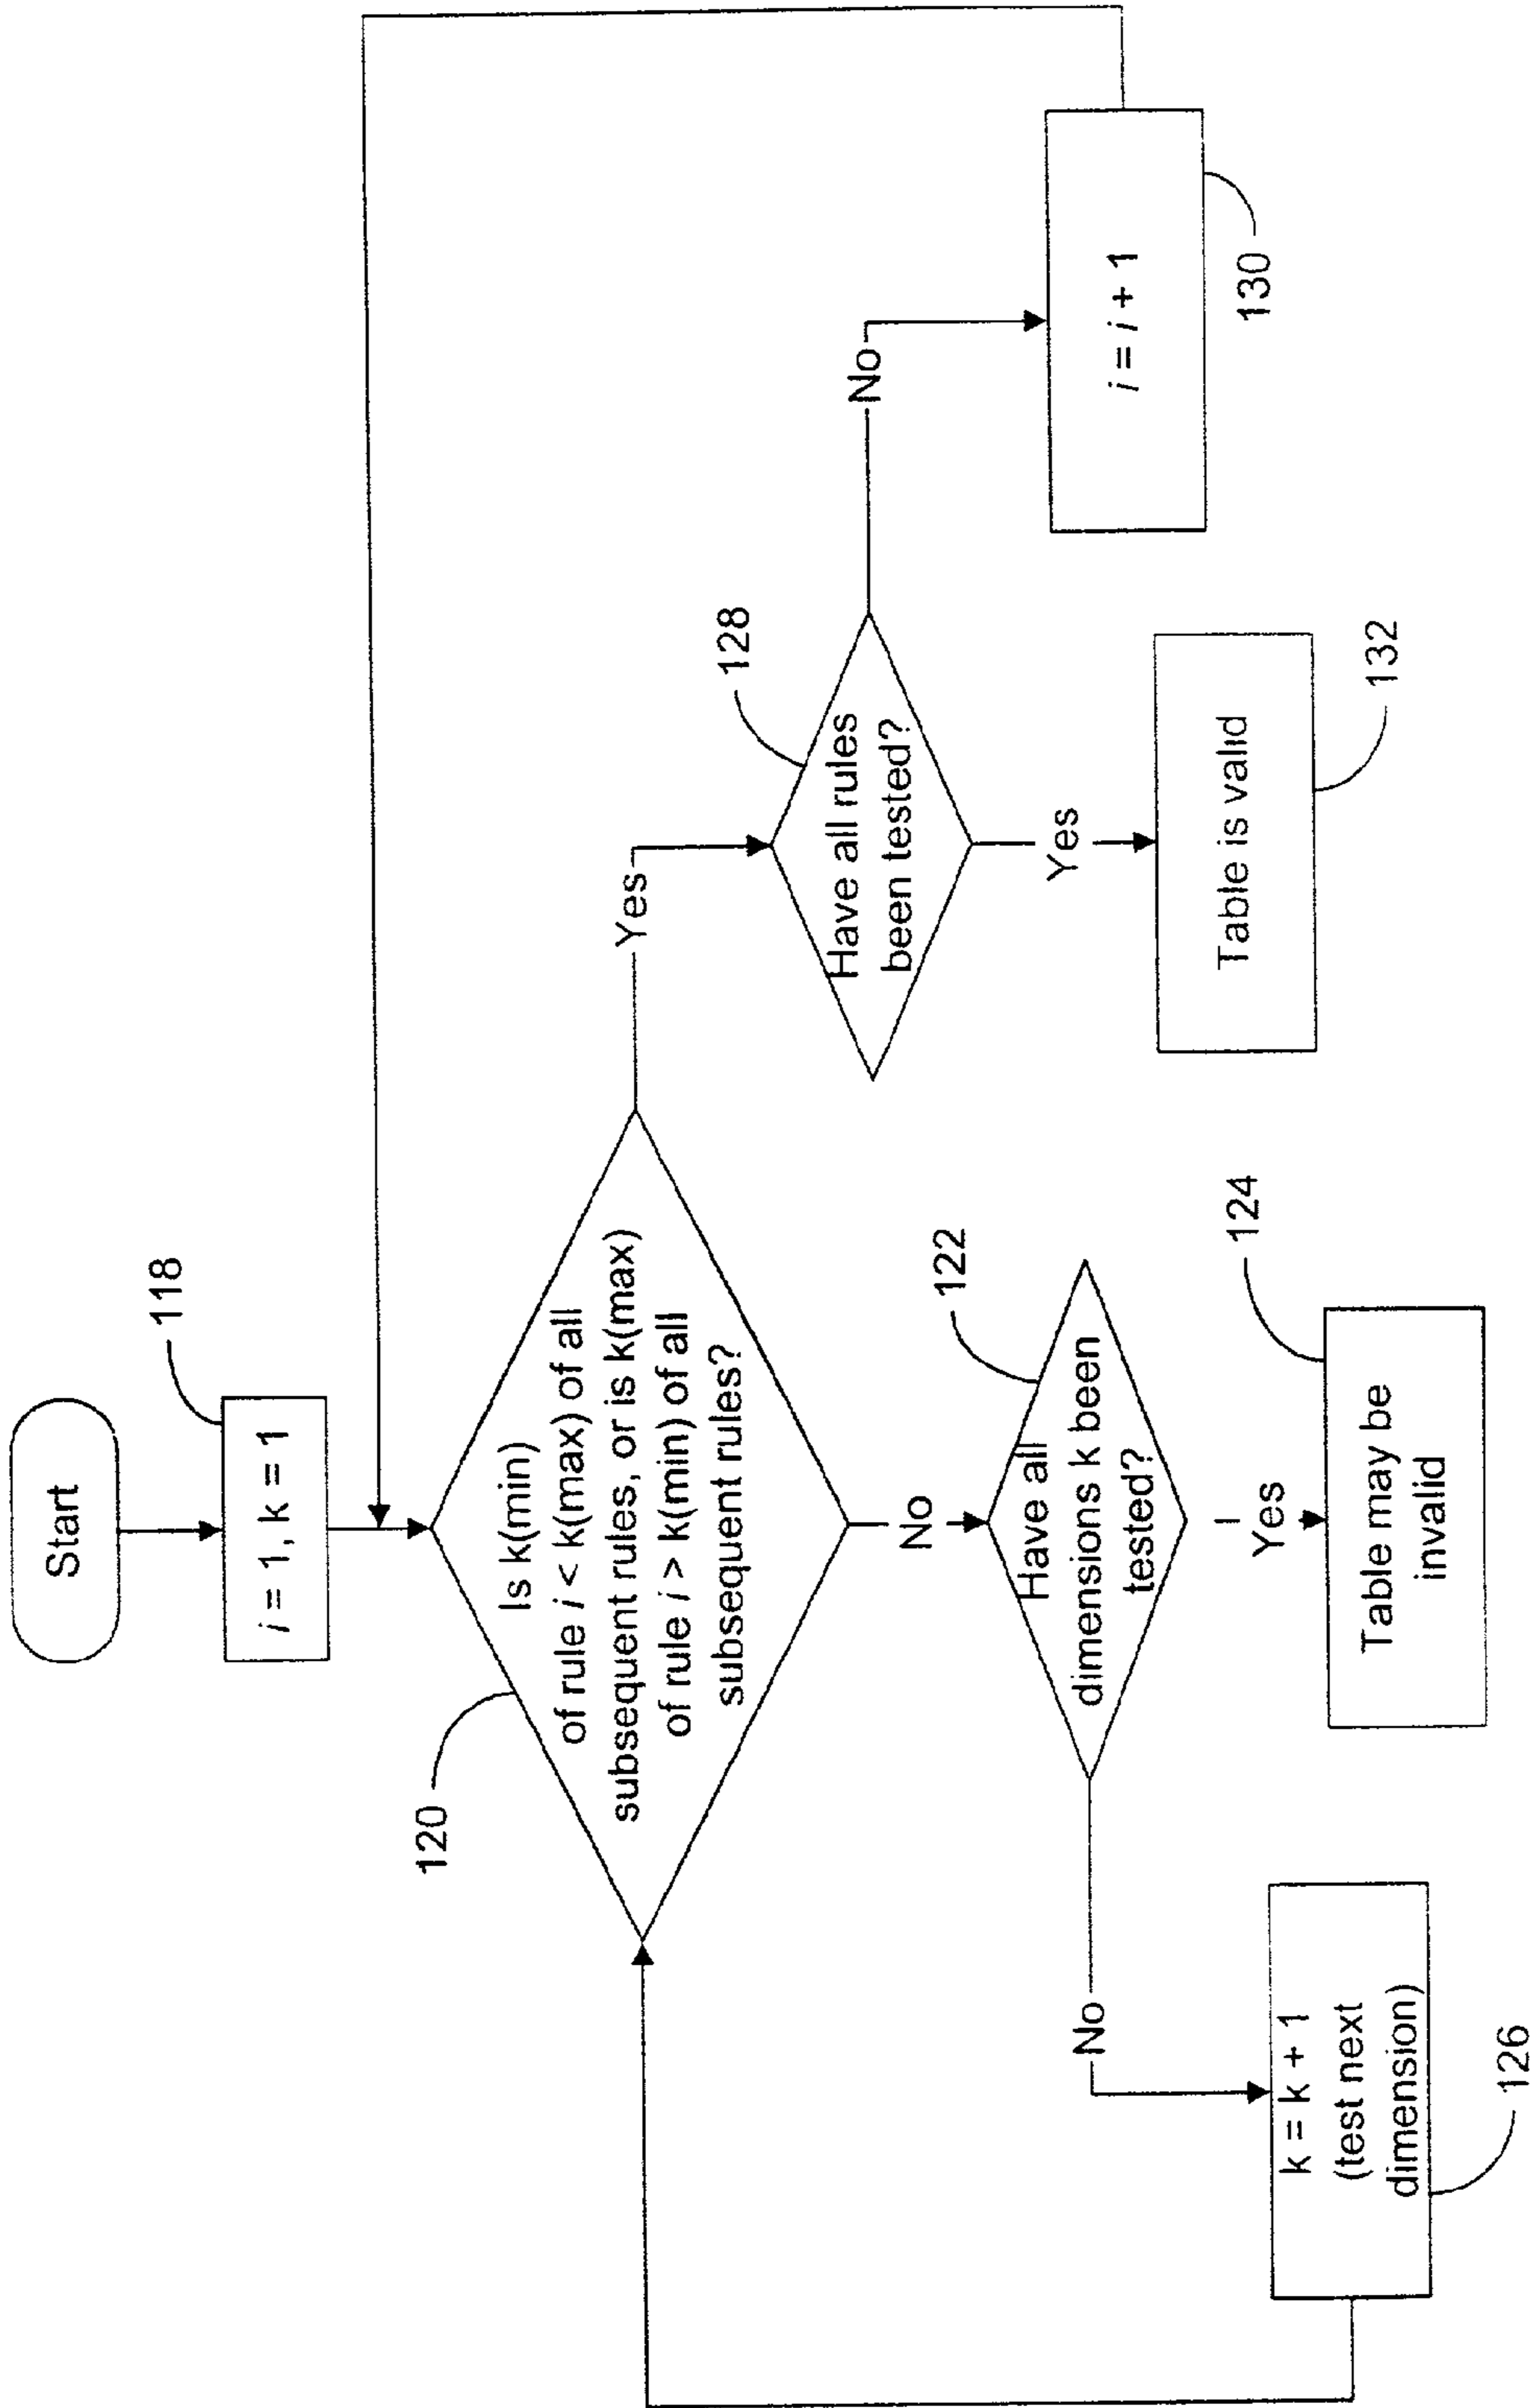 Start
118
i = 1, k = 1
120
Is k(min)
of rule i < k(max) of all
subsequent rules, or is k(max)
of rule i > k(min) of all
subsequent rules?
Yes
No
128
Have all rules
been tested?
No
Yes
i = i + 1
130
Table is valid
132
122
Have all
dimensions k been
tested?
Yes
No
124
Table may be
invalid
k = k + 1
(test next
dimension)
126